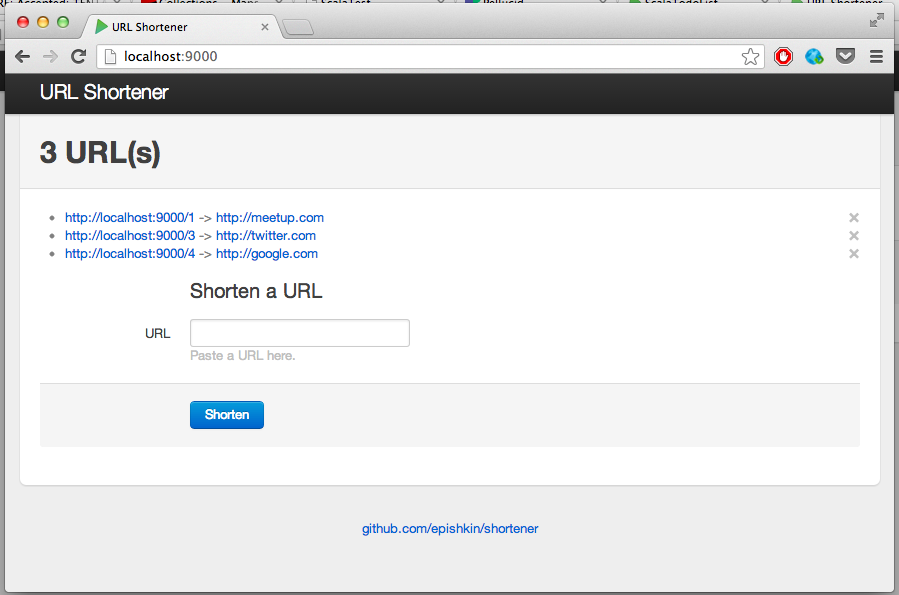 URL Shortener
localhost:9000
URL Shortener
3 URL(s)
http://localhost:9000/1 -> http://meetup.com
http://localhost:9000/3 -> http://twitter.com
http://localhost:9000/4 -> http://google.com
Shorten a URL
URL
Paste a URL here.
Shorten
github.com/epishkin/shortener